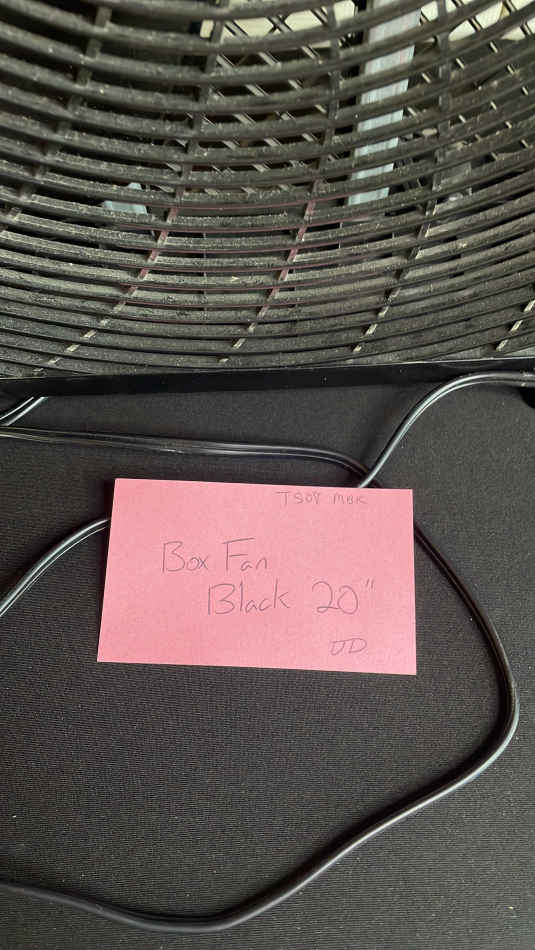 TS08 MBK
Box Fan
Black 20"
JD